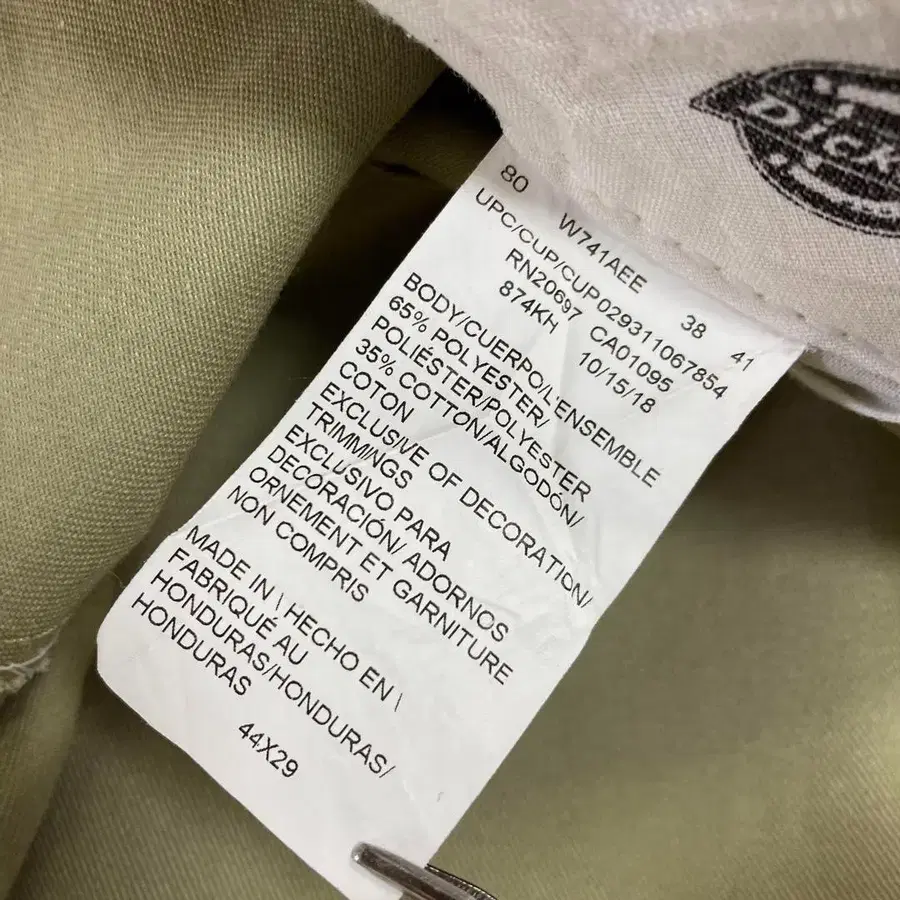 Dick
80 W741AEE 38 41
UPC/CUP/CUP029311067854
RN20697 CA01095
874KH 10/15/18
BODY/CUERPO/L'ENSEMBLE
65% POLYESTER/
POLIÉSTER/POLYESTER
35% COTTON/ALGODÓN/
COTON
EXCLUSIVE OF DECORATION/
TRIMMINGS
EXCLUSIVO PARA
DECORACIÓN/ ADORNOS
ORNEMENT ET GARNITURE
NON COMPRIS
MADE IN \ HECHO EN \
FABRIQUÉ AU
HONDURAS/HONDURAS/
HONDURAS
44X29